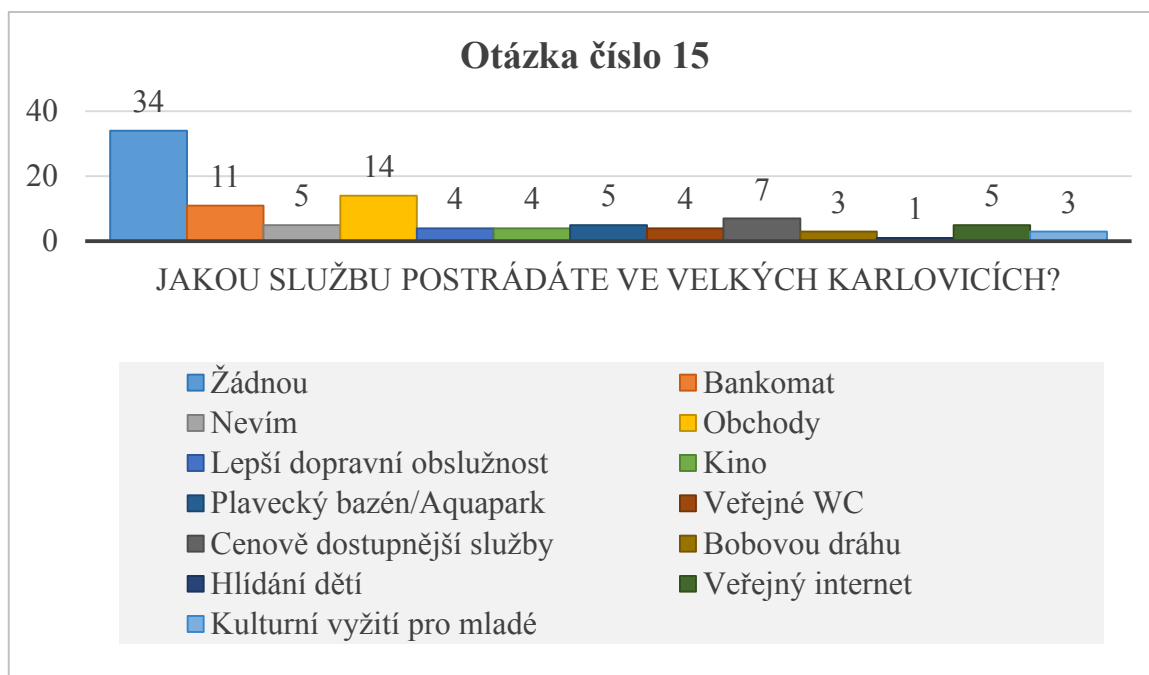 Otázka číslo 15
40
20
0
34
11
5
14
4
4
5
4
7
3
1
5
3
JAKOU SLUŽBU POSTRÁDÁTE VE VELKÝCH KARLOVICÍCH?
Žádnou
Bankomat
Nevím
Obchody
Lepší dopravní obslužnost
Kino
Plavecký bazén/Aquapark
Veřejné WC
Cenově dostupnější služby
Bobovou dráhu
Hlídání dětí
Veřejný internet
Kulturní vyžití pro mladé